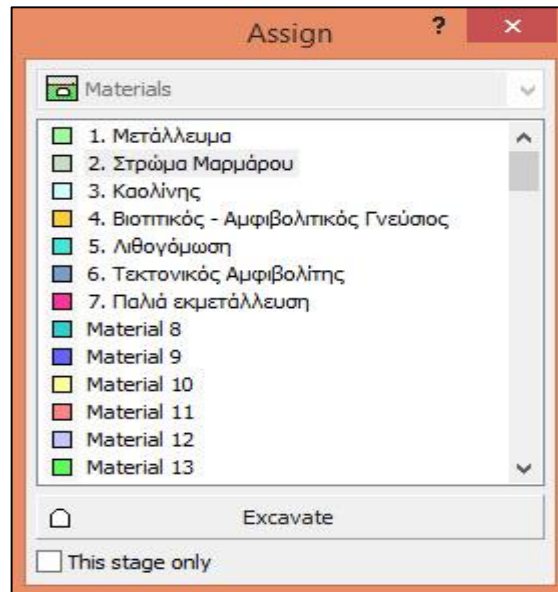 Assign
?
×
Materials
1. Μετάλλευμα
2. Στρώμα Μαρμάρου
3. Καολίνης
4. Βιοτιτικός - Αμφιβολιτικός Γνεύσιος
5. Λιθογόμωση
6. Τεκτονικός Αμφιβολίτης
7. Παλιά εκμετάλλευση
Material 8
Material 9
Material 10
Material 11
Material 12
Material 13
Excavate
This stage only